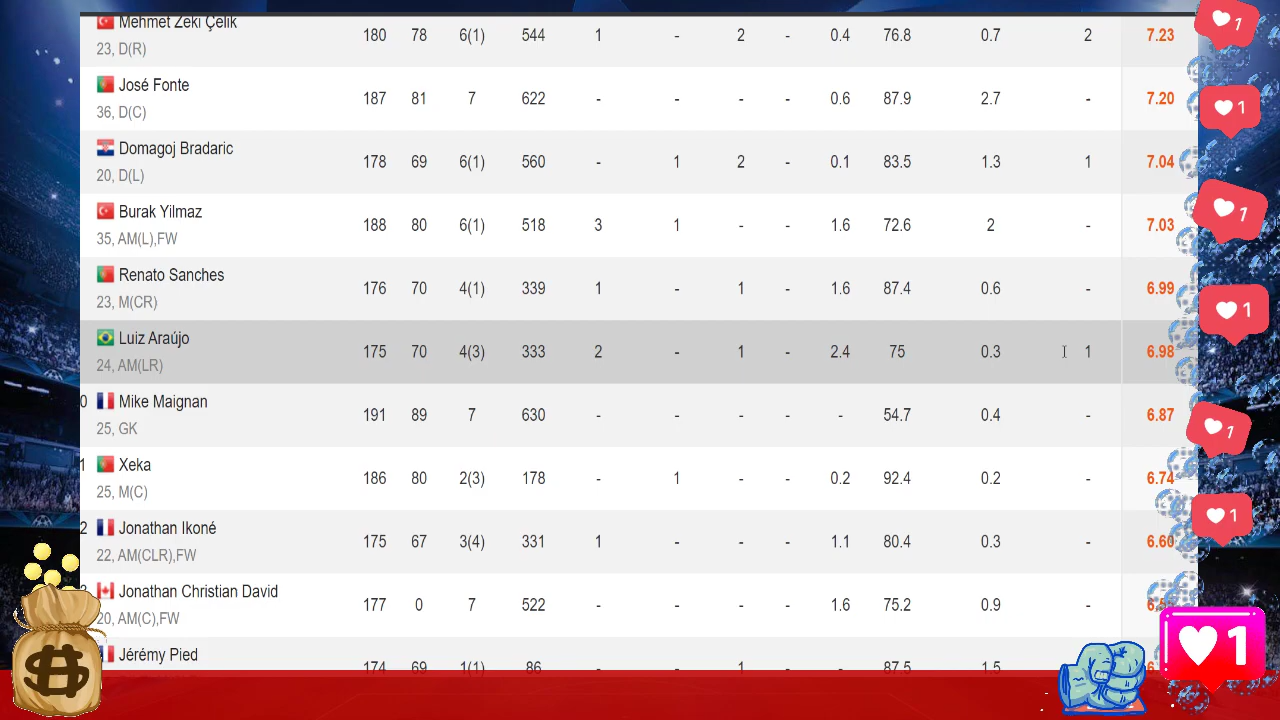 Mehmet Zeki Çelik 180 78 6(1) 544 1 - 2 - 0.4 76.8 0.7 2 7.23
23, D(R)
José Fonte 187 81 7 622 - - - - 0.6 87.9 2.7 - 7.20
36, D(C)
Domagoj Bradaric 178 69 6(1) 560 - 1 2 - 0.1 83.5 1.3 1 7.04
20, D(L)
Burak Yilmaz 188 80 6(1) 518 3 1 - - 1.6 72.6 2 - 7.03
35, AM(L),FW
Renato Sanches 176 70 4(1) 339 1 - 1 - 1.6 87.4 0.6 - 6.99
23, M(CR)
Luiz Araújo 175 70 4(3) 333 2 - 1 - 2.4 75 0.3 1 6.98
24, AM(LR)
0 Mike Maignan 191 89 7 630 - - - - - 54.7 0.4 - 6.87
25, GK
1 Xeka 186 80 2(3) 178 - 1 - - 0.2 92.4 0.2 - 6.74
25, M(C)
2 Jonathan Ikoné 175 67 3(4) 331 1 - - - 1.1 80.4 0.3 - 6.60
22, AM(CLR),FW
Jonathan Christian David 177 0 7 522 - - - - 1.6 75.2 0.9 -
20, AM(C),FW
Jérémy Pied 174 69 1(1) 86 - - 1 - - 87.5 1.5 -
1
1
1
1
1
1
1
$